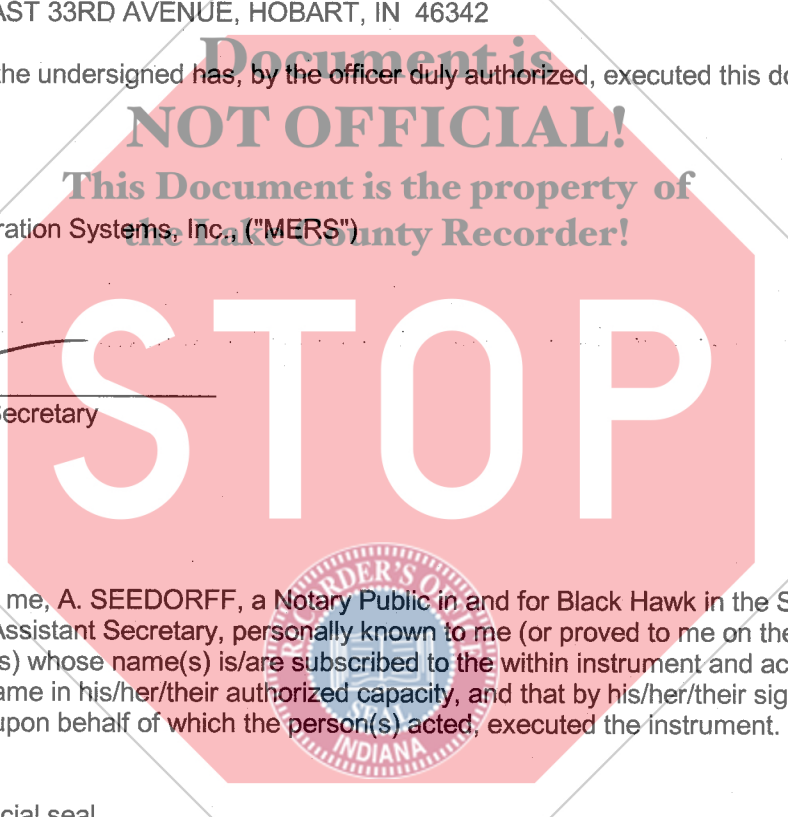 AST 33RD AVENUE, HOBART, IN 46342
Document is
the undersigned has, by the officer duly authorized, executed this do
NOT OFFICIAL!
This Document is the property of
the Lake County Recorder!
ration Systems, Inc., ("MERS")
STOP
Secretary
RECORDER'S OFFICE
me, A. SEEDORFF, a Notary Public in and for Black Hawk in the S
Assistant Secretary, personally known to me (or proved to me on the
s) whose name(s) is/are subscribed to the within instrument and ac
ame in his/her/their authorized capacity, and that by his/her/their sig
upon behalf of which the person(s) acted, executed the instrument.
SEAL
INDIANA
cial seal